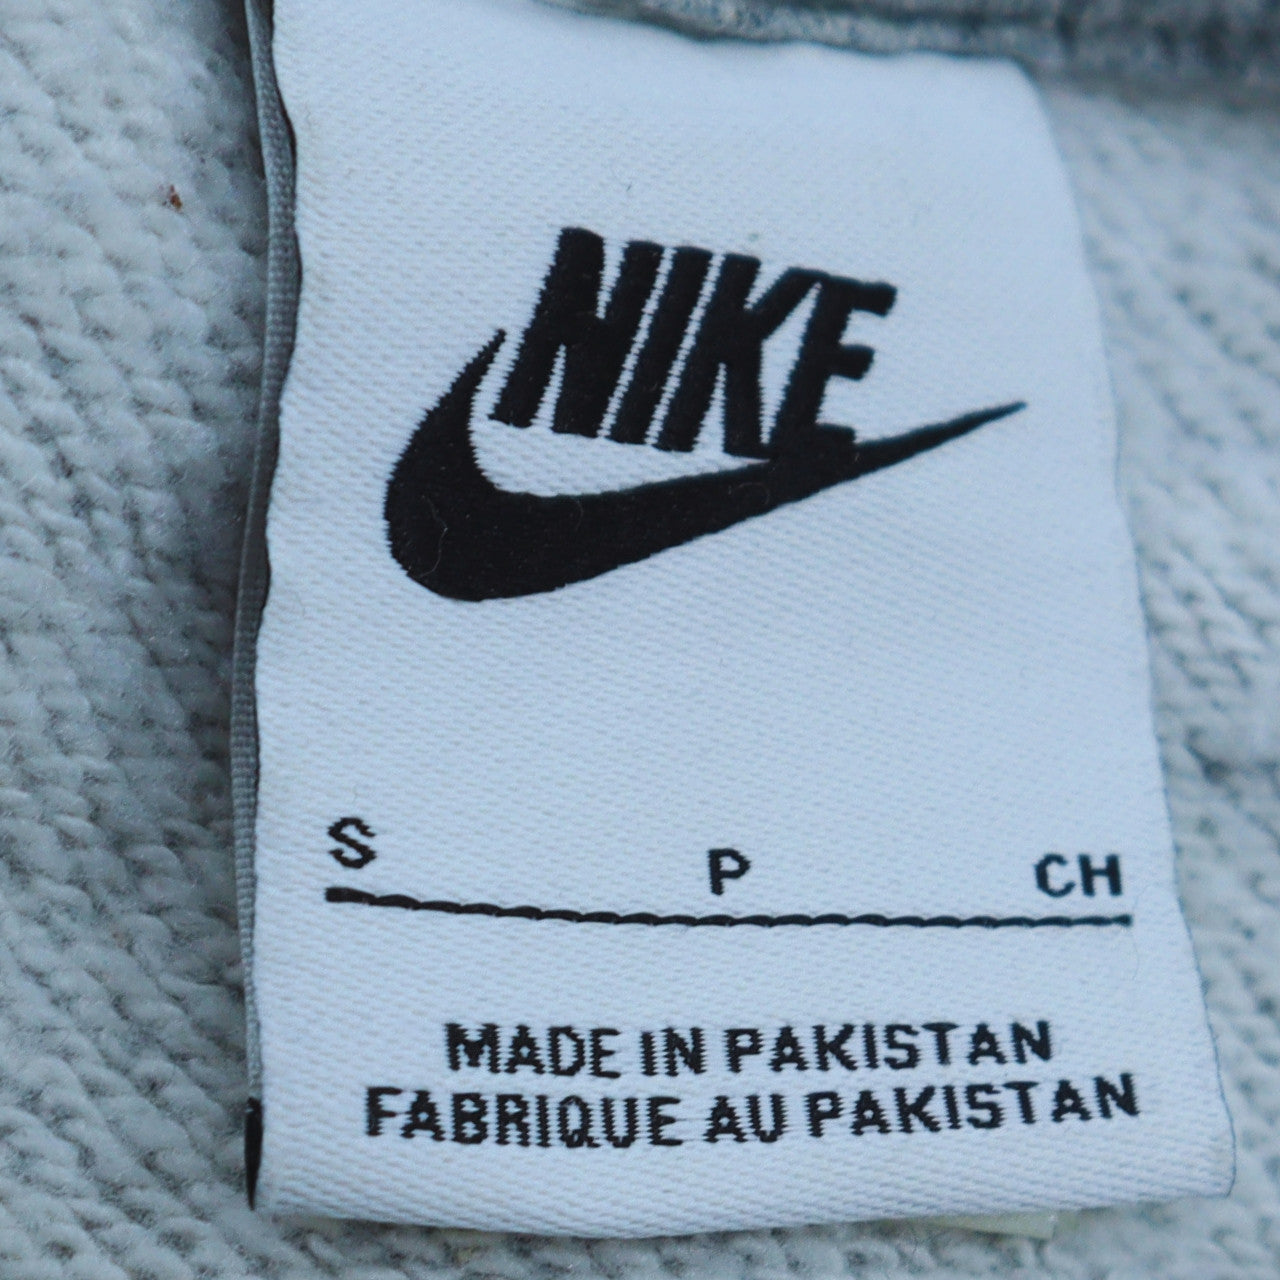 NIKE
S P CH
MADE IN PAKISTAN
FABRIQUE AU PAKISTAN